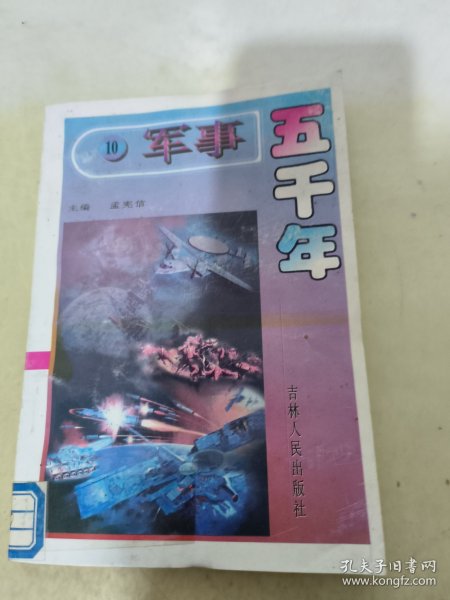 五千年
军事
10
主编 孟宪信
吉林人民出版社
孔夫子旧书网
www.kongfz.com